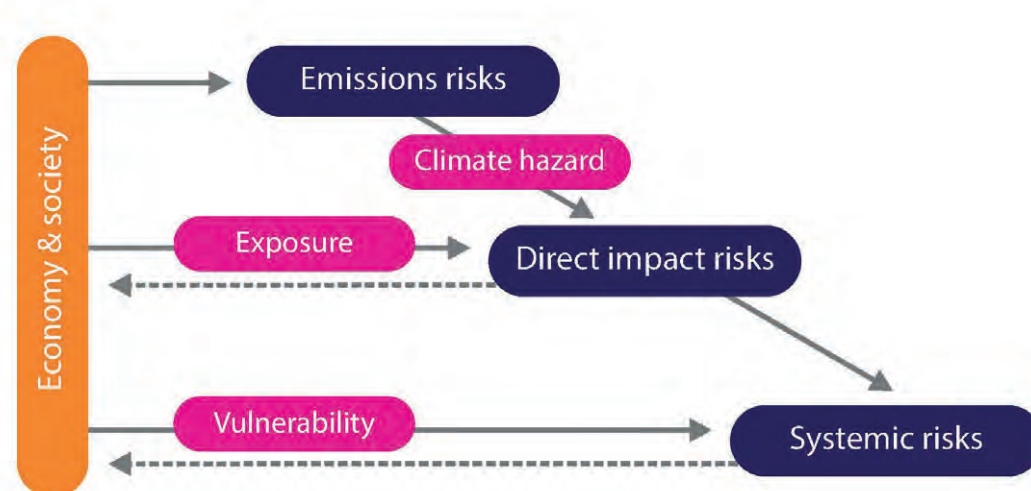 Economy & society
Emissions risks
Climate hazard
Exposure
Direct impact risks
Vulnerability
Systemic risks